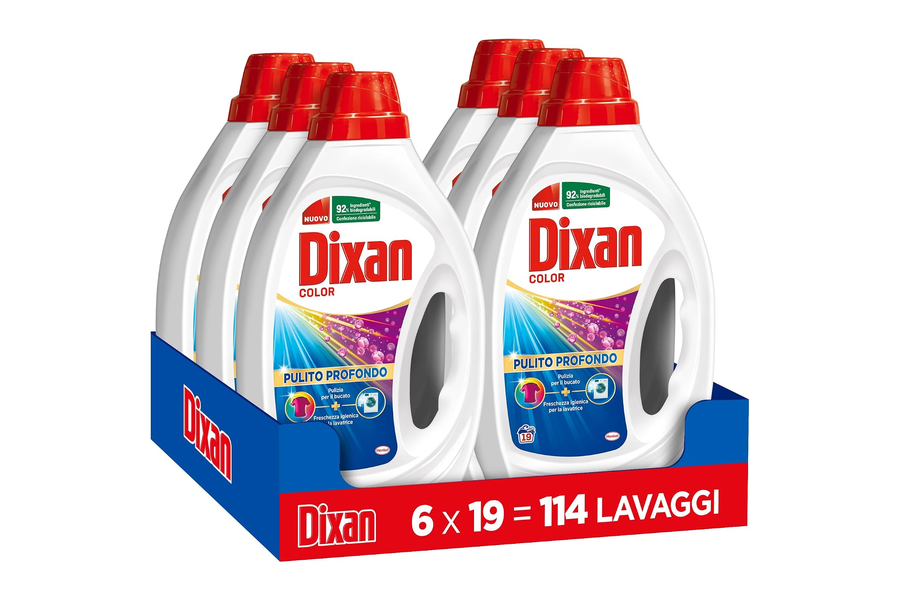 NUOVO
92% Ingredienti* biodegradabili
Confezione riciclabile
Dixan
COLOR
PULITO PROFONDO
Pulizia
per il bucato
+
Freschezza igienica
la lavatrice
Henkel
NUOVO
92% Ingredienti* biodegradabili
Confezione riciclabile
Dixan
COLOR
PULITO PROFONDO
Pulizia
per il bucato
+
Freschezza igienica
per la lavatrice
19
Henkel
Dixan
Dixan
6 x 19 = 114 LAVAGGI